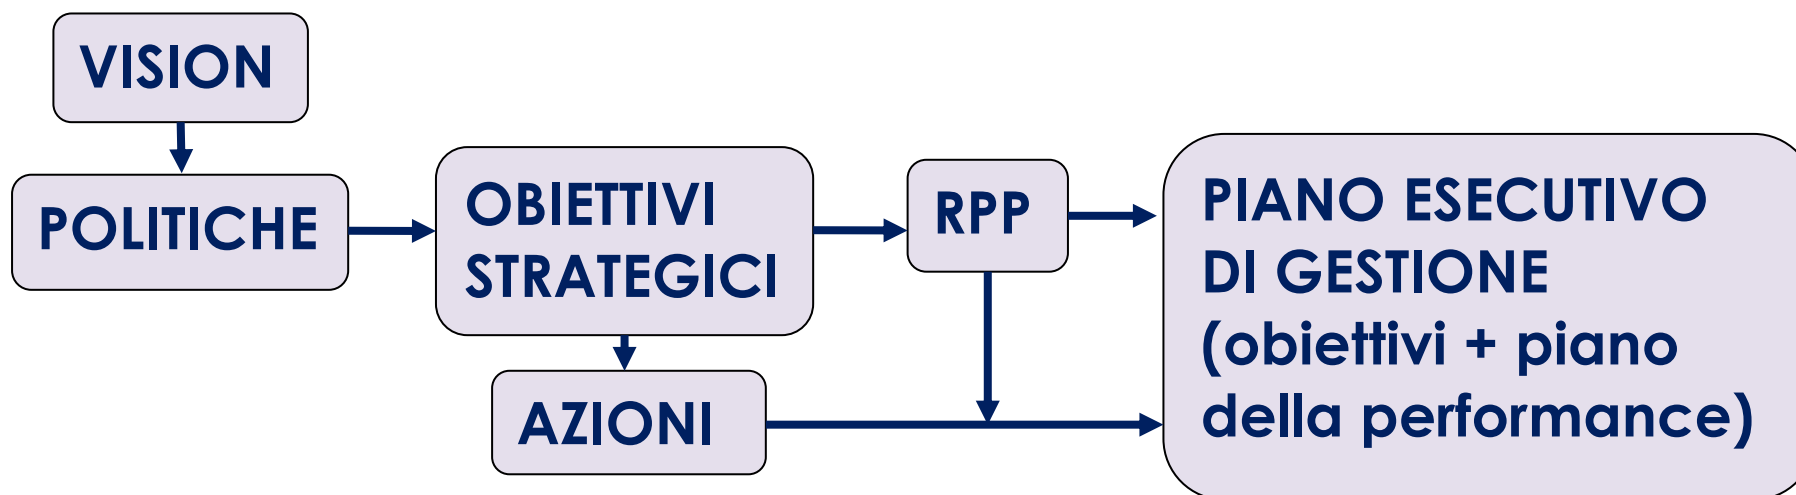 VISION
POLITICHE
OBIETTIVI
STRATEGICI
AZIONI
RPP
PIANO ESECUTIVO
DI GESTIONE
(obiettivi + piano
della performance)